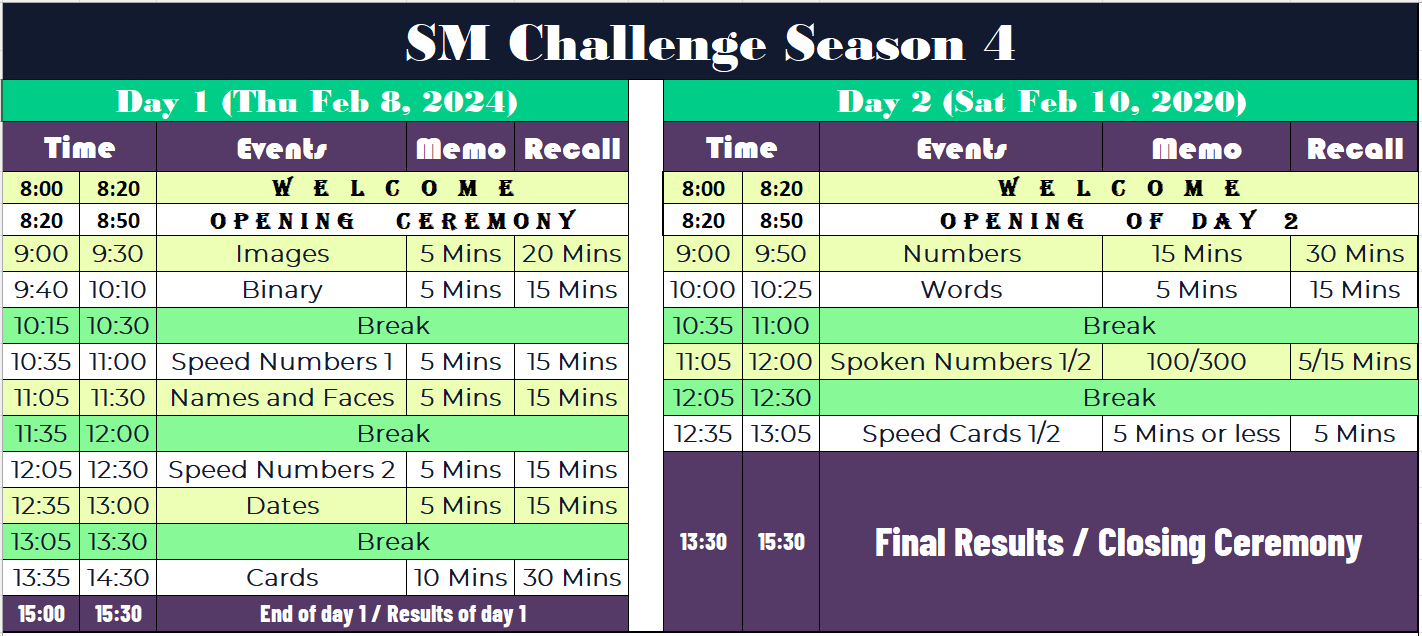 SM Challenge Season 4
Day 1 (Thu Feb 8, 2024)
Time Events Memo Recall
8:00 8:20 WELCOME
8:20 8:50 OPENING CEREMONY
9:00 9:30 Images 5 Mins 20 Mins
9:40 10:10 Binary 5 Mins 15 Mins
10:15 10:30 Break
10:35 11:00 Speed Numbers 1 5 Mins 15 Mins
11:05 11:30 Names and Faces 5 Mins 15 Mins
11:35 12:00 Break
12:05 12:30 Speed Numbers 2 5 Mins 15 Mins
12:35 13:00 Dates 5 Mins 15 Mins
13:05 13:30 Break
13:35 14:30 Cards 10 Mins 30 Mins
15:00 15:30 End of day 1 / Results of day 1
Day 2 (Sat Feb 10, 2020)
Time Events Memo Recall
8:00 8:20 WELCOME
8:20 8:50 OPENING OF DAY 2
9:00 9:50 Numbers 15 Mins 30 Mins
10:00 10:25 Words 5 Mins 15 Mins
10:35 11:00 Break
11:05 12:00 Spoken Numbers 1/2 100/300 5/15 Mins
12:05 12:30 Break
12:35 13:05 Speed Cards 1/2 5 Mins or less 5 Mins
13:30 15:30 Final Results / Closing Ceremony